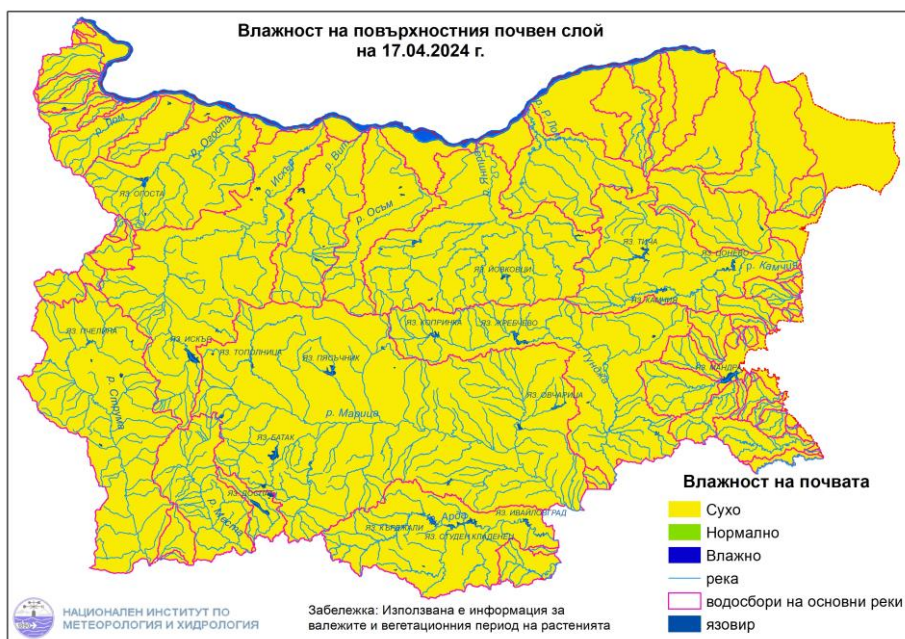 Влажност на повърхностния почвен слой
на 17.04.2024 г.
р. Лом
р. Огоста
р. Искър
р. Вит
р. Осъм
р. Янтра
р. Лом
ЯЗ. ОГОСТА
ЯЗ. ТИЧА
ЯЗ. ЦОНЕВО
р. Камчия
ЯЗ. ЙОВКОВЦИ
ЯЗ. КАМЧИЯ
ЯЗ. ПЧЕЛИНА
ЯЗ. ИСКЪР
ЯЗ. ТОПОЛНИЦА
ЯЗ. ПЯСЪЧНИК
ЯЗ. КОПРИНКА
ЯЗ. ЖРЕБЧЕВО
р. Тунджа
ЯЗ. МАНДРА
р. Струма
р. Марица
ЯЗ. ОВЧАРИЦА
ЯЗ. БАТАК
ЯЗ. ДОСПАТ
р. Места
р. Арда
ЯЗ. ИВАЙЛОВГРАД
ЯЗ. КЪРДЖАЛИ
ЯЗ. СТУДЕН КЛАДЕНЕЦ
Влажност на почвата
Сухо
Нормално
Влажно
река
водосбори на основни реки
язовир
НАЦИОНАЛЕН ИНСТИТУТ ПО
МЕТЕОРОЛОГИЯ И ХИДРОЛОГИЯ
Забележка: Използвана е информация за
валежите и вегетационния период на растенията